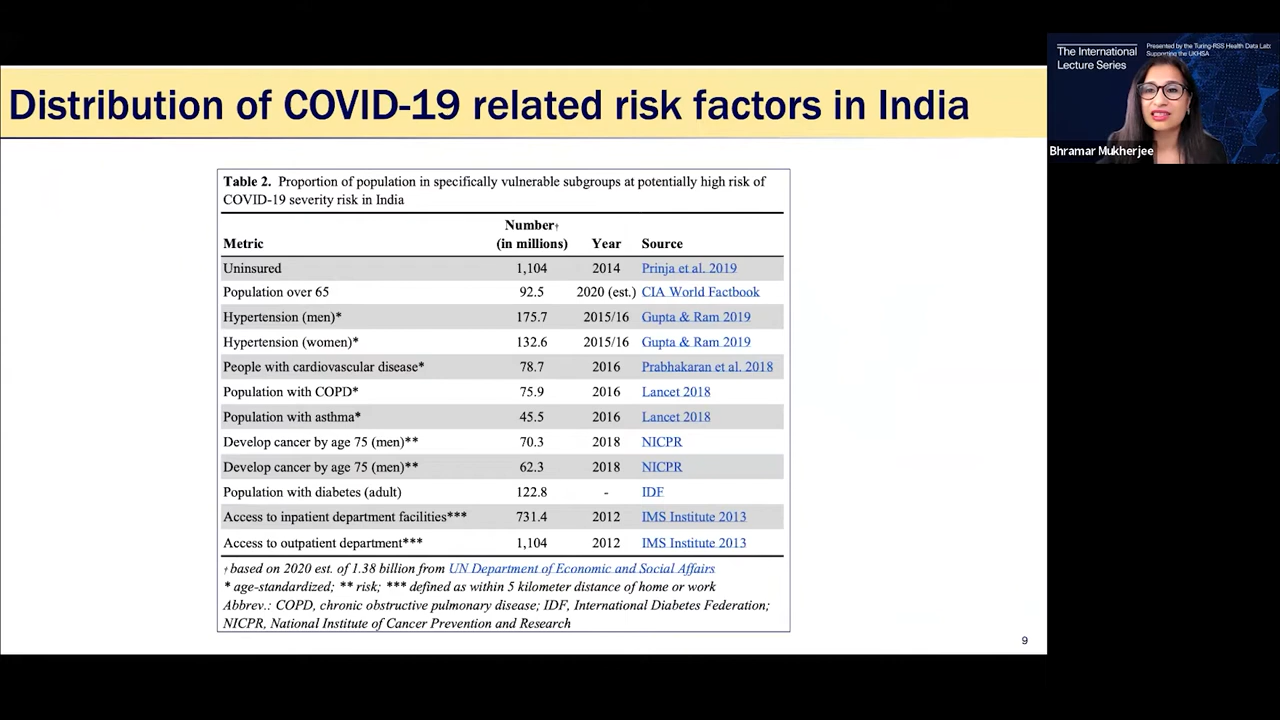 Distribution of COVID-19 related risk factors in India
The International
Lecture Series
Presented by the Turing-RSS Health Data Lab:
Supporting the UKHSA
Bhramar Mukherjee
Table 2. Proportion of population in specifically vulnerable subgroups at potentially high risk of
COVID-19 severity risk in India
Metric Number† (in millions) Year Source
Uninsured 1,104 2014 Prinja et al. 2019
Population over 65 92.5 2020 (est.) CIA World Factbook
Hypertension (men)* 175.7 2015/16 Gupta & Ram 2019
Hypertension (women)* 132.6 2015/16 Gupta & Ram 2019
People with cardiovascular disease* 78.7 2016 Prabhakaran et al. 2018
Population with COPD* 75.9 2016 Lancet 2018
Population with asthma* 45.5 2016 Lancet 2018
Develop cancer by age 75 (men)** 70.3 2018 NICPR
Develop cancer by age 75 (men)** 62.3 2018 NICPR
Population with diabetes (adult) 122.8 - IDF
Access to inpatient department facilities*** 731.4 2012 IMS Institute 2013
Access to outpatient department*** 1,104 2012 IMS Institute 2013
† based on 2020 est. of 1.38 billion from UN Department of Economic and Social Affairs
* age-standardized; ** risk; *** defined as within 5 kilometer distance of home or work
Abbrev.: COPD, chronic obstructive pulmonary disease; IDF, International Diabetes Federation;
NICPR, National Institute of Cancer Prevention and Research
9